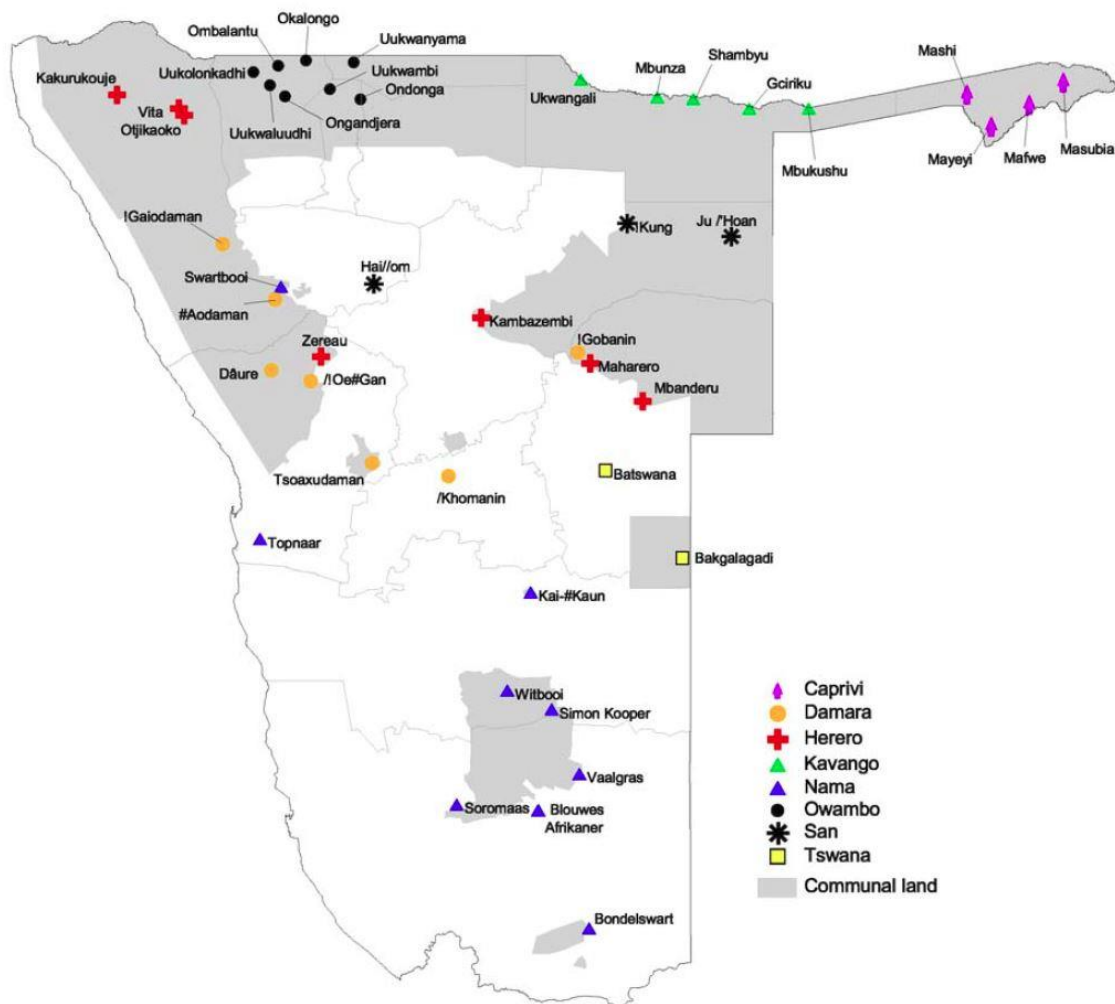 Okalongo
Ombalantu
Uukwanyama
Kakurukouje
Uukolonkadhi
Uukwambi
Ondonga
Vita
Otjikaoko
Uukwaluudhi
Ongandjera
Ukwangali
Mbunza
Shambyu
Gciriku
Mbukushu
Mashi
Mayeyi
Mafwe
Masubia
!Gaiodaman
Swartbooi
#Aodaman
Hai//om
!Kung
Ju /'Hoan
Kambazembi
!Gobanin
Maharero
Mbanderu
Zereau
Dâure
/!Oe#Gan
Tsoaxudaman
/Khomanin
Batswana
Bakgalagadi
Topnaar
Kai-#Kaun
Witbooi
Simon Kooper
Vaalgras
Soromaas
Blouwes
Afrikaner
Bondelswart
Caprivi
Damara
Herero
Kavango
Nama
Owambo
San
Tswana
Communal land